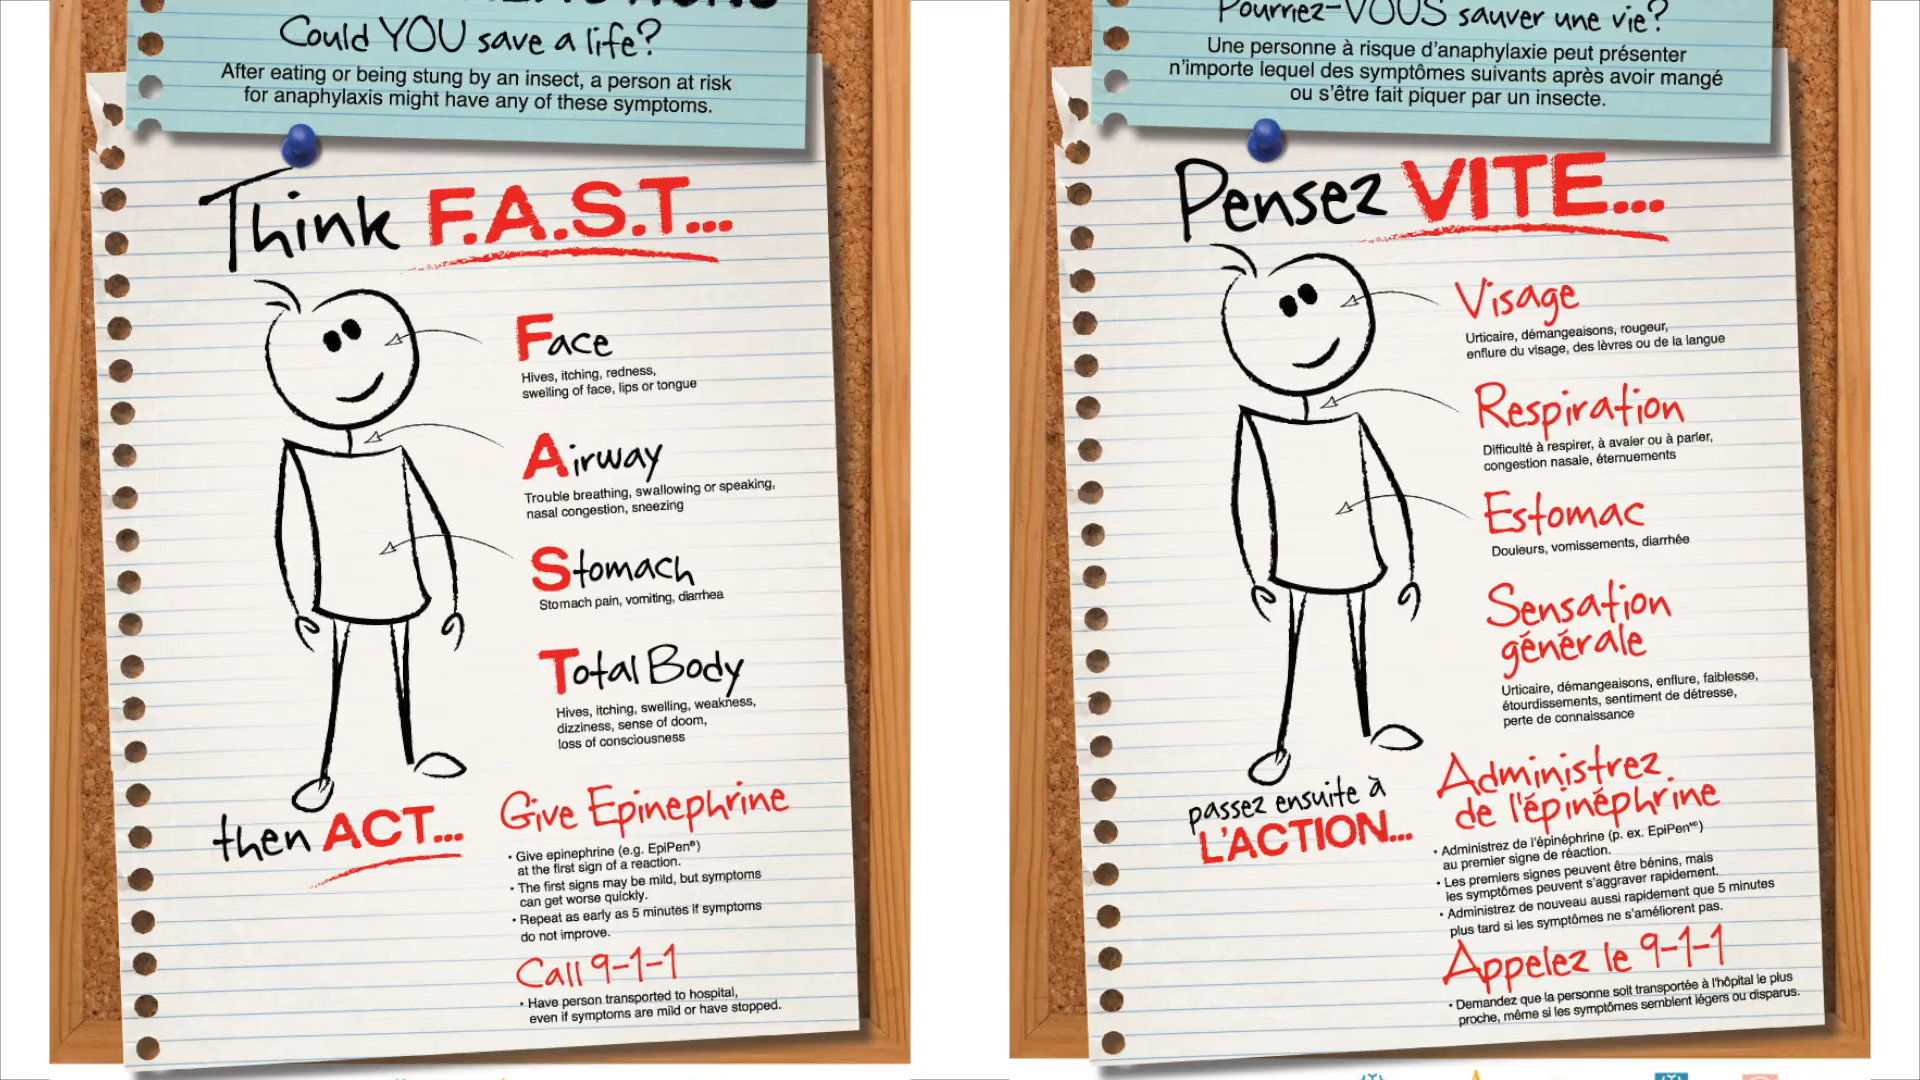 Could YOU save a life?
After eating or being stung by an insect, a person at risk
for anaphylaxis might have any of these symptoms.
Think F.A.S.T...
Face
Hives, itching, redness,
swelling of face, lips or tongue
Airway
Trouble breathing, swallowing or speaking,
nasal congestion, sneezing
Stomach
Stomach pain, vomiting, diarrhea
Total Body
Hives, itching, swelling, weakness,
dizziness, sense of doom,
loss of consciousness
then ACT...
Give Epinephrine
• Give epinephrine (e.g. EpiPen®)
at the first sign of a reaction.
• The first signs may be mild, but symptoms
can get worse quickly.
• Repeat as early as 5 minutes if symptoms
do not improve.
Call 9-1-1
• Have person transported to hospital,
even if symptoms are mild or have stopped.
Pourriez-VOUS sauver une vie?
Une personne à risque d'anaphylaxie peut présenter
n'importe lequel des symptômes suivants après avoir mangé
ou s'être fait piquer par un insecte.
Pensez VITE...
Visage
Urticaire, démangeaisons, rougeur,
enflure du visage, des lèvres ou de la langue
Respiration
Difficulté à respirer, à avaler ou à parler,
congestion nasale, éternuements
Estomac
Douleurs, vomissements, diarrhée
Sensation
générale
Urticaire, démangeaisons, enflure, faiblesse,
étourdissements, sentiment de détresse,
perte de connaissance
passez ensuite à
L'ACTION...
Administrez
de l'épinéphrine
• Administrez de l'épinéphrine (p. ex. EpiPen^MD)
au premier signe de réaction.
• Les premiers signes peuvent être bénins, mais
les symptômes peuvent s'aggraver rapidement.
• Administrez de nouveau aussi rapidement que 5 minutes
plus tard si les symptômes ne s'améliorent pas.
Appelez le 9-1-1
• Demandez que la personne soit transportée à l'hôpital le plus
proche, même si les symptômes semblent légers ou disparus.